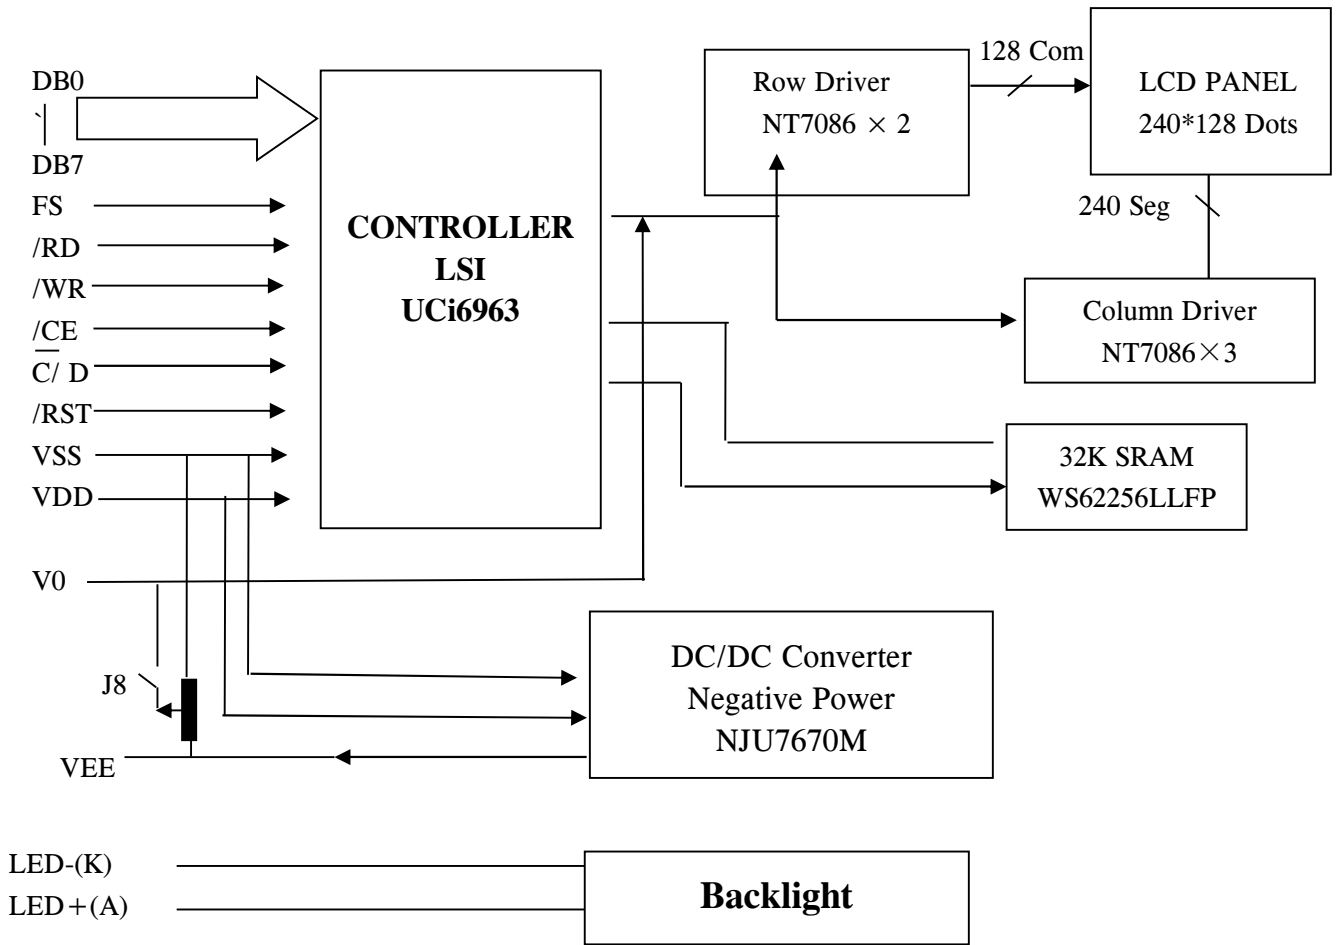 DB0
DB7
FS
/RD
/WR
/CE
C/ D
/RST
VSS
VDD
V0
J8
VEE
LED-(K)
LED+(A)
CONTROLLER
LSI
UCi6963
Row Driver
NT7086 × 2
128 Com
LCD PANEL
240*128 Dots
240 Seg
Column Driver
NT7086×3
32K SRAM
WS62256LLFP
DC/DC Converter
Negative Power
NJU7670M
Backlight